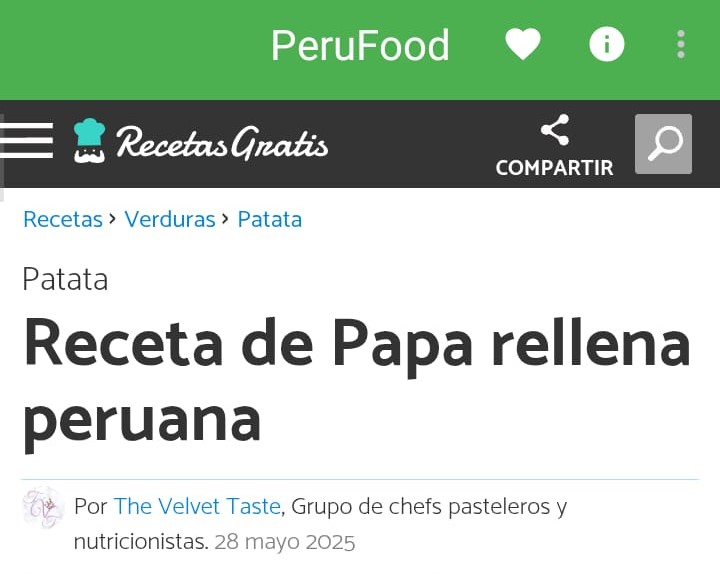 PeruFood
RecetasGratis
COMPARTIR
Recetas › Verduras › Patata
Patata
Receta de Papa rellena
peruana
Por The Velvet Taste, Grupo de chefs pasteleros y
nutricionistas. 28 mayo 2025